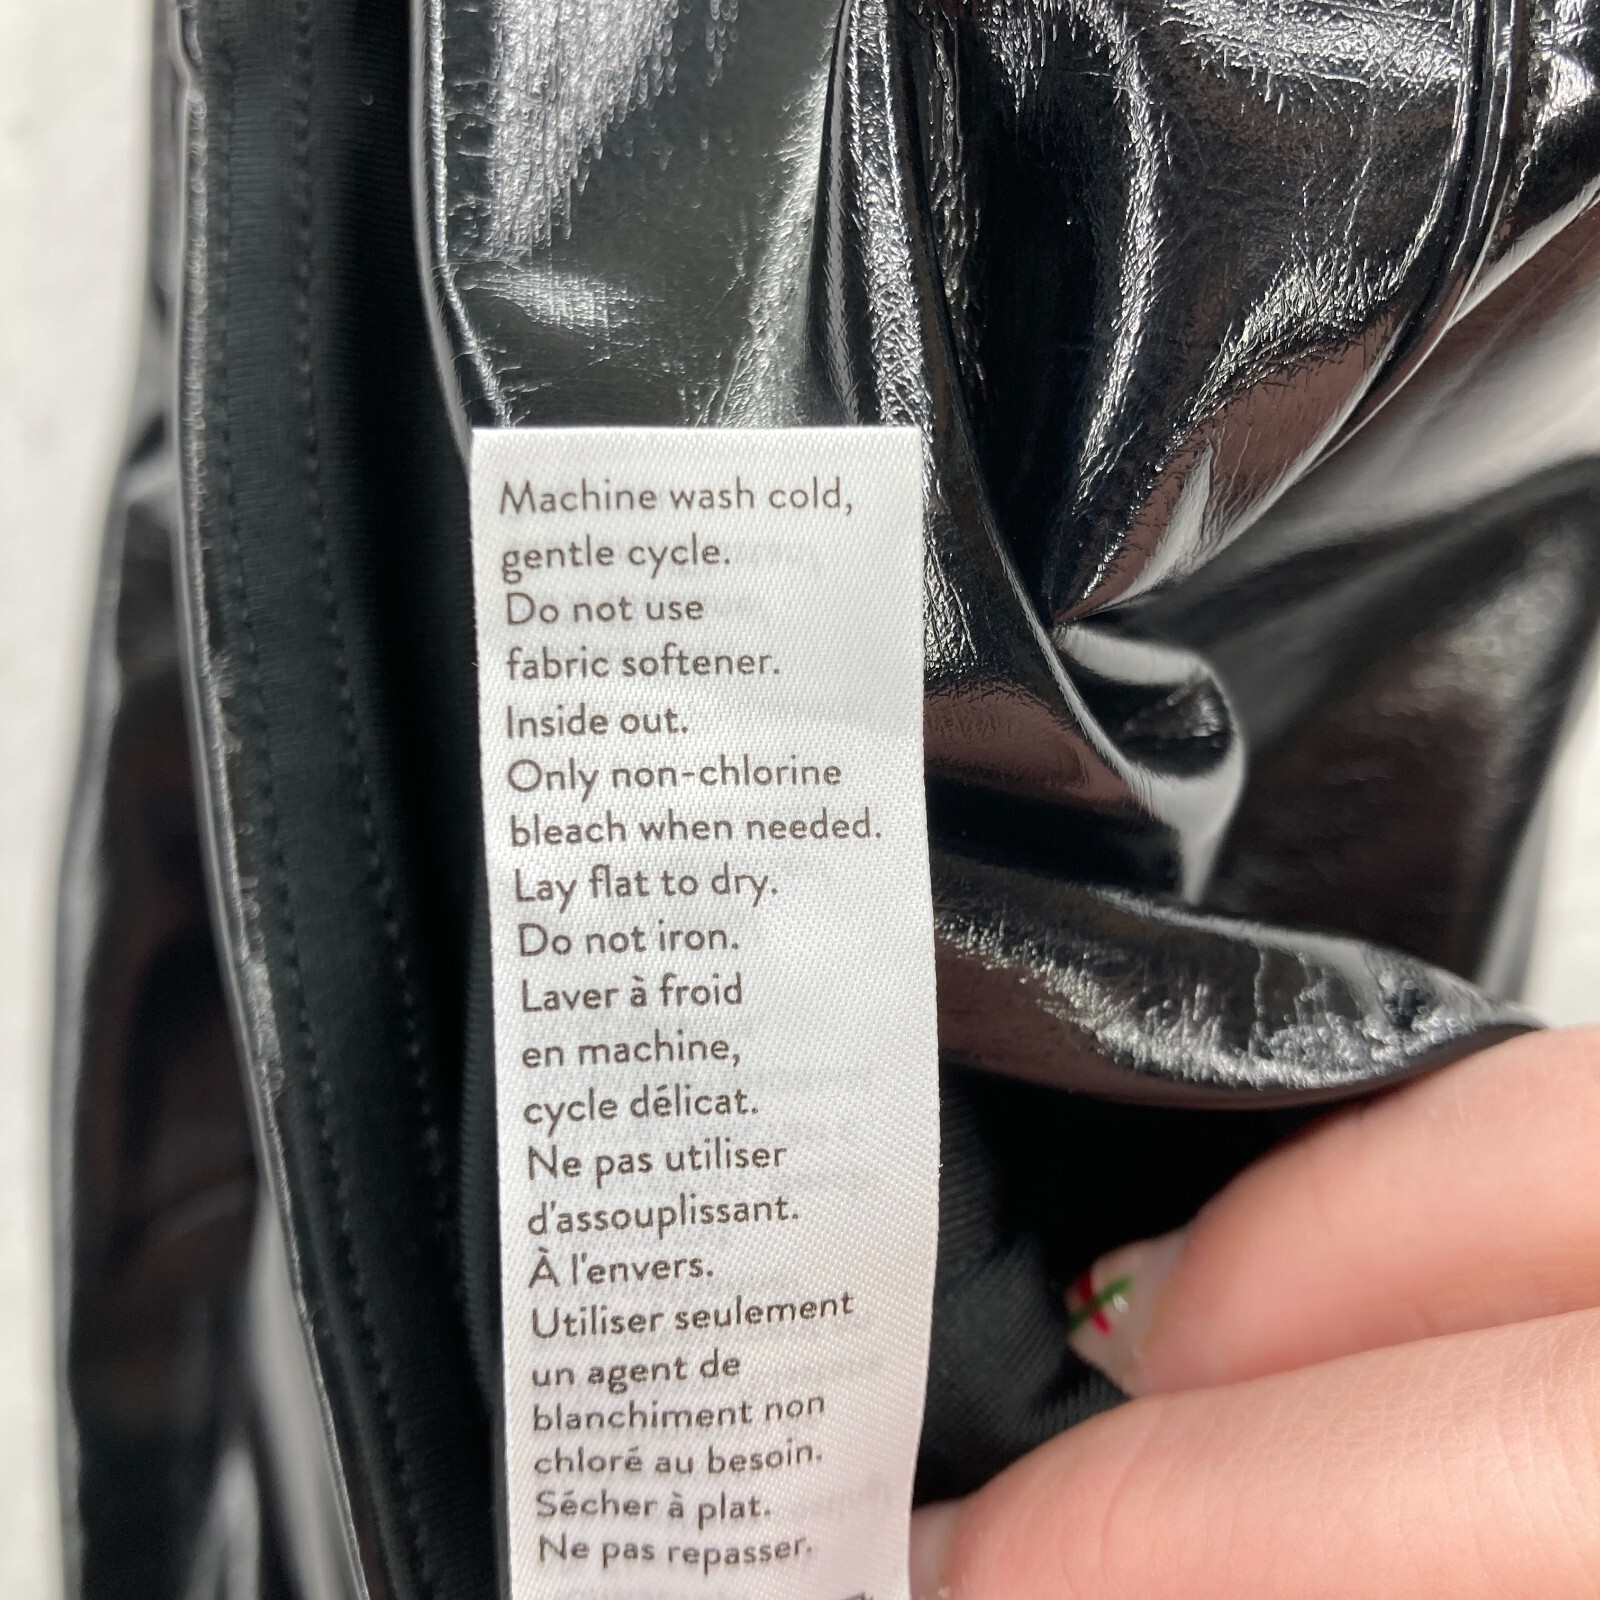 Machine wash cold,
gentle cycle.
Do not use
fabric softener.
Inside out.
Only non-chlorine
bleach when needed.
Lay flat to dry.
Do not iron.
Laver à froid
en machine,
cycle délicat.
Ne pas utiliser
d'assouplissant.
À l'envers.
Utiliser seulement
un agent de
blanchiment non
chloré au besoin.
Sécher à plat.
Ne pas repasser.